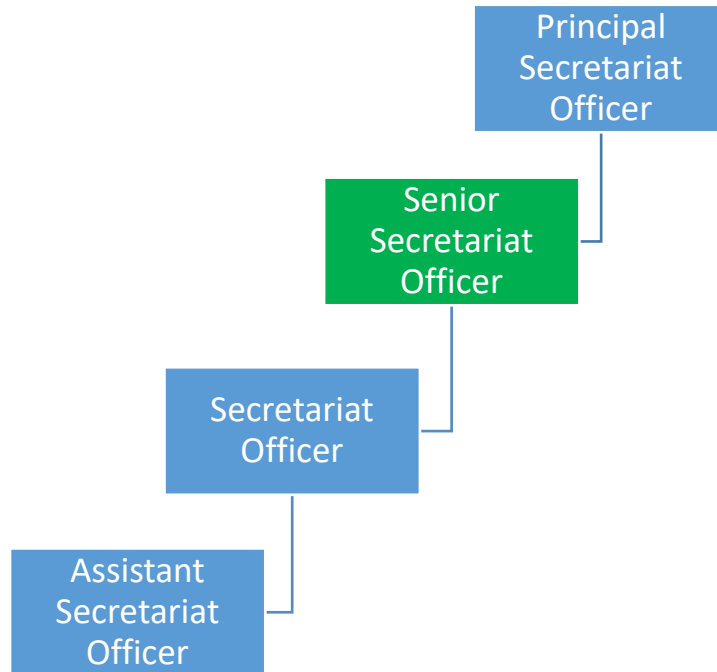 Principal
Secretariat
Officer
Senior
Secretariat
Officer
Secretariat
Officer
Assistant
Secretariat
Officer